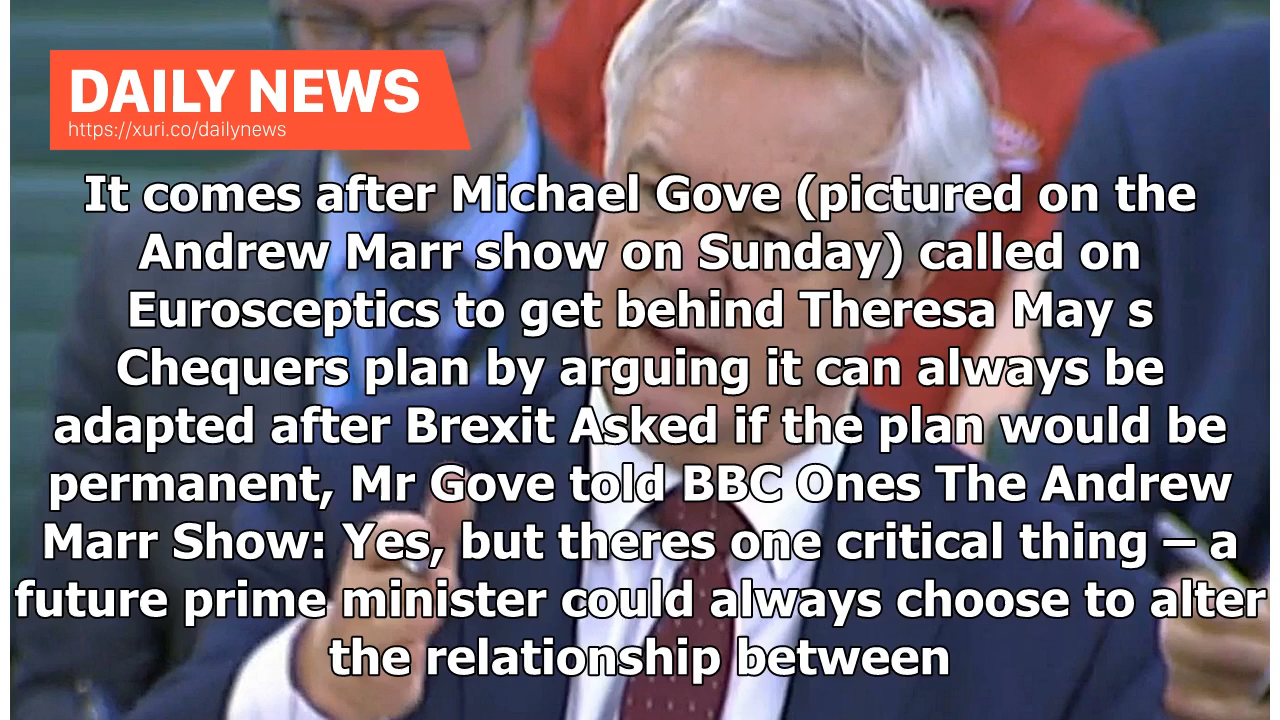 DAILY NEWS
https://xuri.co/dailynews
It comes after Michael Gove (pictured on the
Andrew Marr show on Sunday) called on
Eurosceptics to get behind Theresa May s
Chequers plan by arguing it can always be
adapted after Brexit Asked if the plan would be
permanent, Mr Gove told BBC Ones The Andrew
Marr Show: Yes, but theres one critical thing – a
future prime minister could always choose to alter
the relationship between